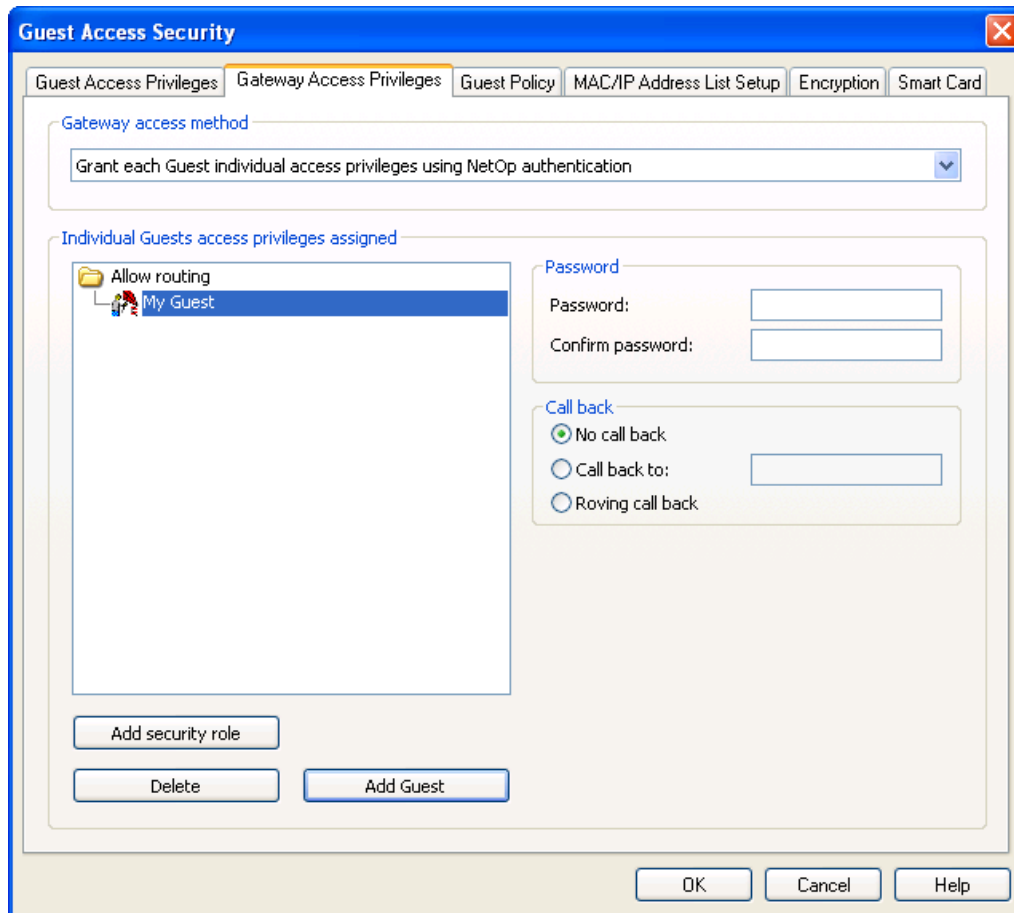 Guest Access Security
Guest Access Privileges
Gateway Access Privileges
Guest Policy
MAC/IP Address List Setup
Encryption
Smart Card
Gateway access method
Grant each Guest individual access privileges using NetOp authentication
Individual Guests access privileges assigned
Allow routing
My Guest
Password
Password:
Confirm password:
Call back
No call back
Call back to:
Roving call back
Add security role
Delete
Add Guest
OK
Cancel
Help